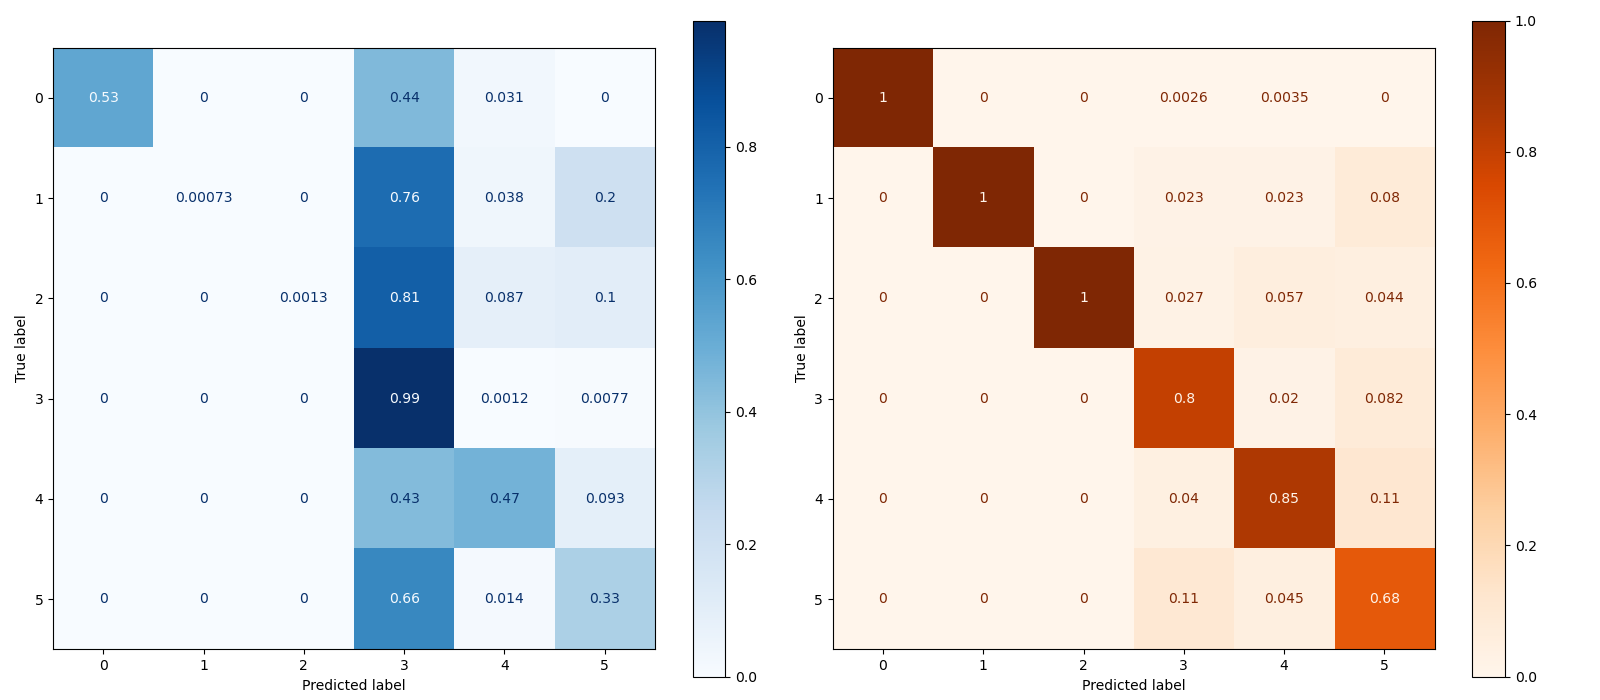 0 0.53 0 0 0.44 0.031 0
1 0 0.00073 0 0.76 0.038 0.2
2 0 0 0.0013 0.81 0.087 0.1
3 0 0 0 0.99 0.0012 0.0077
4 0 0 0 0.43 0.47 0.093
5 0 0 0 0.66 0.014 0.33
0 1 2 3 4 5
True label
Predicted label
0.8
0.6
0.4
0.2
0.0
0 1 0 0 0.0026 0.0035 0
1 0 1 0 0.023 0.023 0.08
2 0 0 1 0.027 0.057 0.044
3 0 0 0 0.8 0.02 0.082
4 0 0 0 0.04 0.85 0.11
5 0 0 0 0.11 0.045 0.68
0 1 2 3 4 5
True label
Predicted label
1.0
0.8
0.6
0.4
0.2
0.0